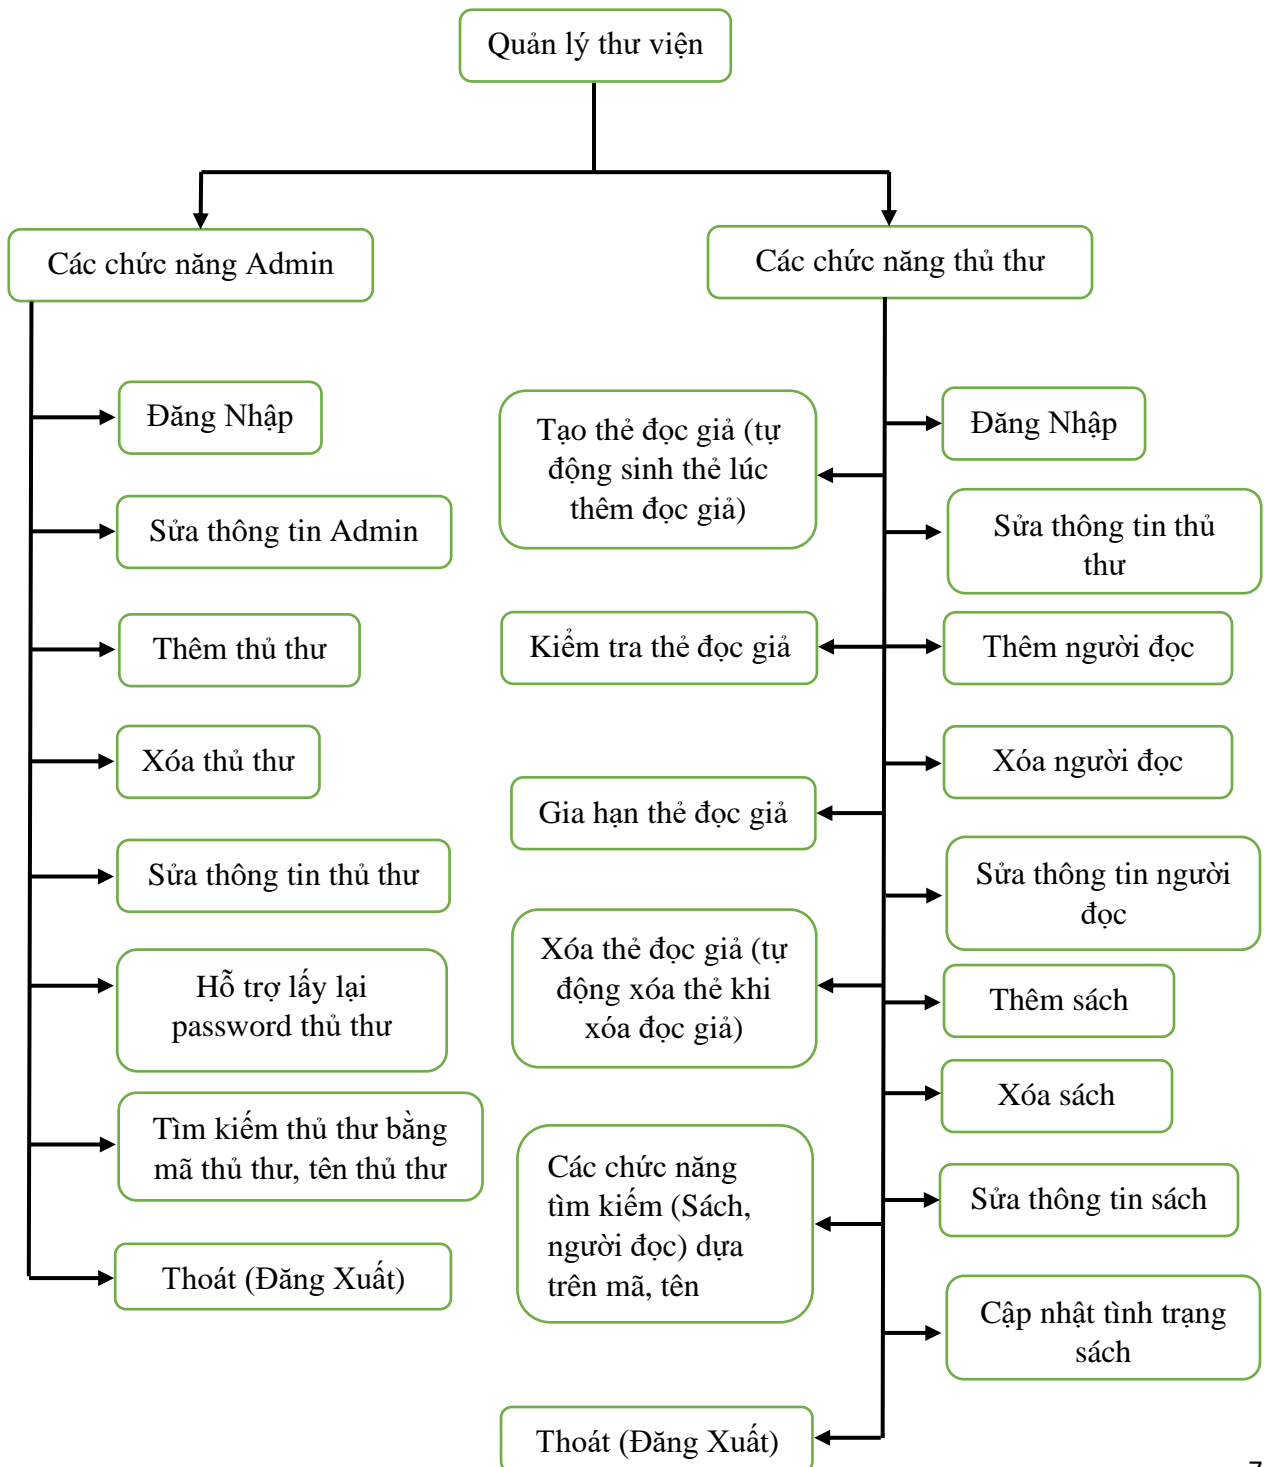 Quản lý thư viện
Các chức năng Admin
Đăng Nhập
Sửa thông tin Admin
Thêm thủ thư
Xóa thủ thư
Sửa thông tin thủ thư
Hỗ trợ lấy lại
password thủ thư
Tìm kiếm thủ thư bằng
mã thủ thư, tên thủ thư
Thoát (Đăng Xuất)
Các chức năng thủ thư
Tạo thẻ đọc giả (tự
động sinh thẻ lúc
thêm đọc giả)
Kiểm tra thẻ đọc giả
Gia hạn thẻ đọc giả
Xóa thẻ đọc giả (tự
động xóa thẻ khi
xóa đọc giả)
Các chức năng
tìm kiếm (Sách,
người đọc) dựa
trên mã, tên
Thoát (Đăng Xuất)
Đăng Nhập
Sửa thông tin thủ
thư
Thêm người đọc
Xóa người đọc
Sửa thông tin người
đọc
Thêm sách
Xóa sách
Sửa thông tin sách
Cập nhật tình trạng
sách